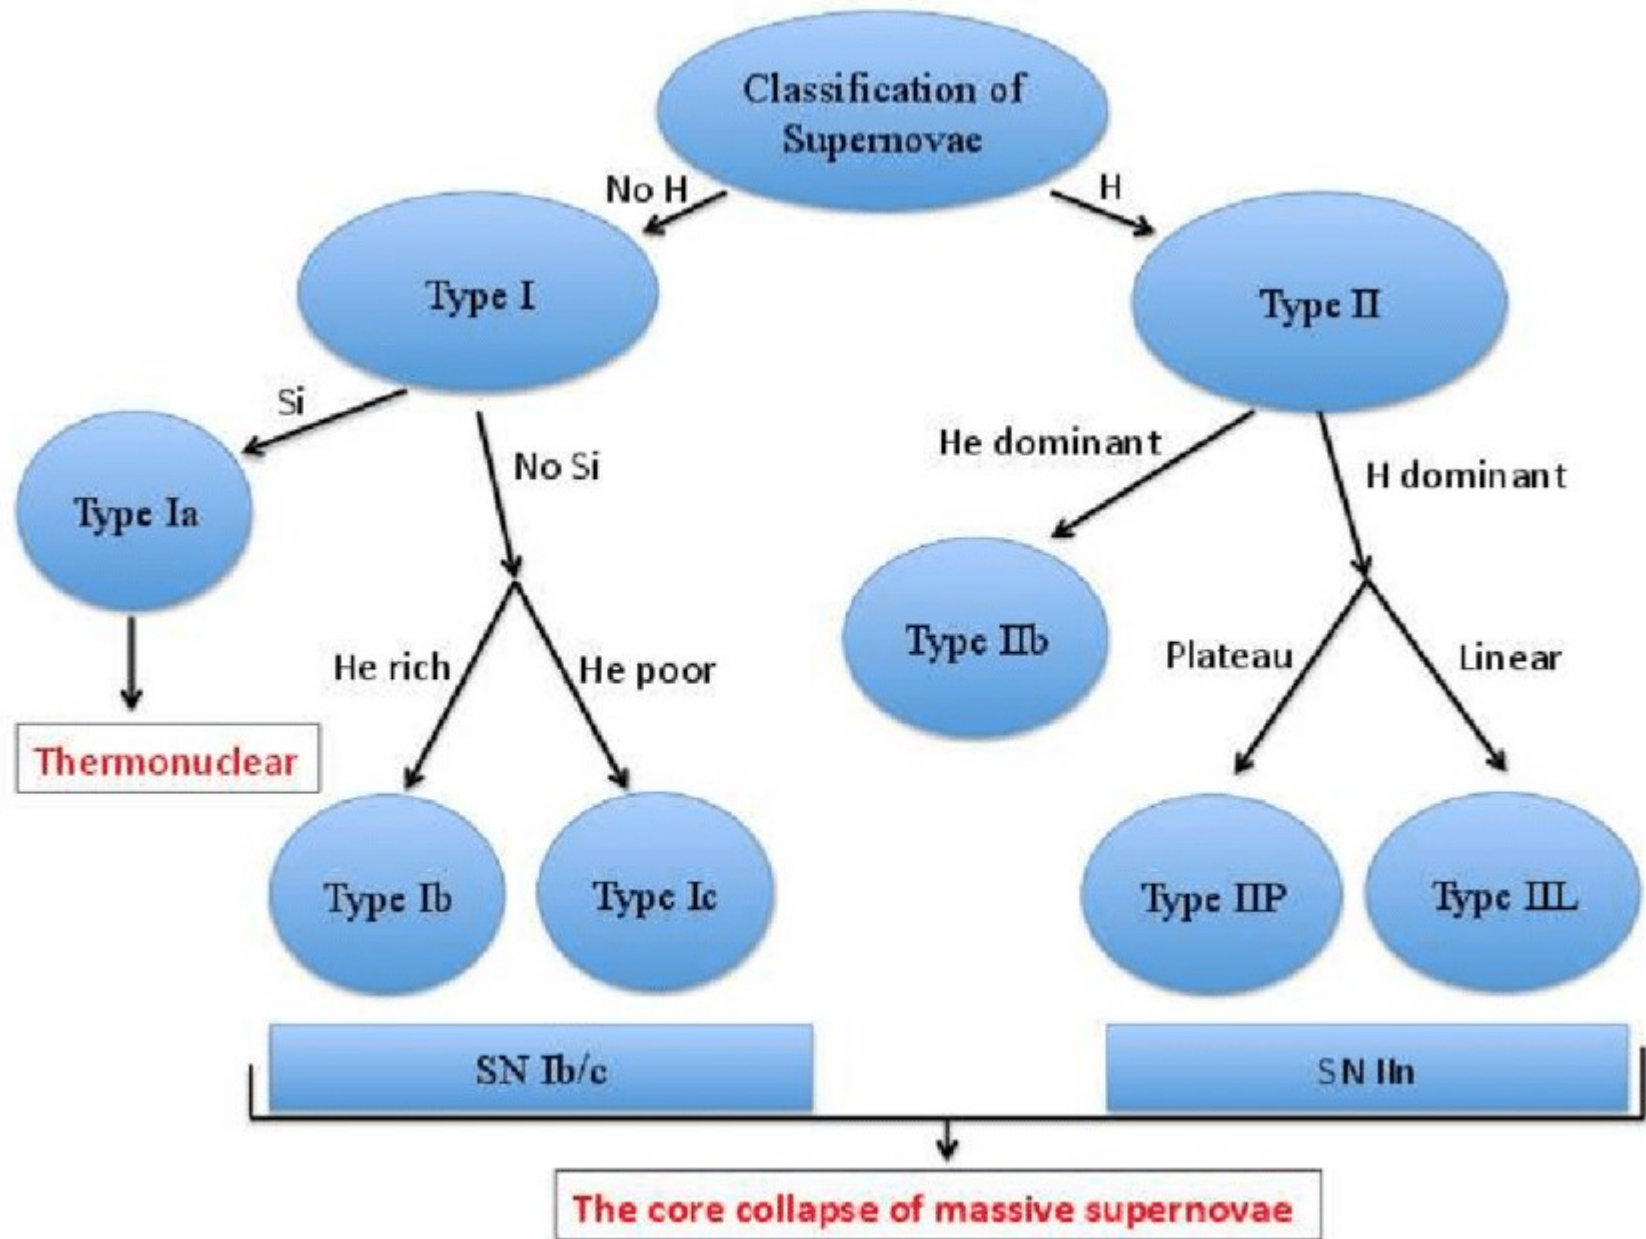 Classification of
Supernovae
No H
H
Type I
Type II
Si
No Si
He dominant
H dominant
Type Ia
Type IIb
He rich
He poor
Plateau
Linear
Thermonuclear
Type Ib
Type Ic
Type IIP
Type IIL
SN Ib/c
SN IIn
The core collapse of massive supernovae